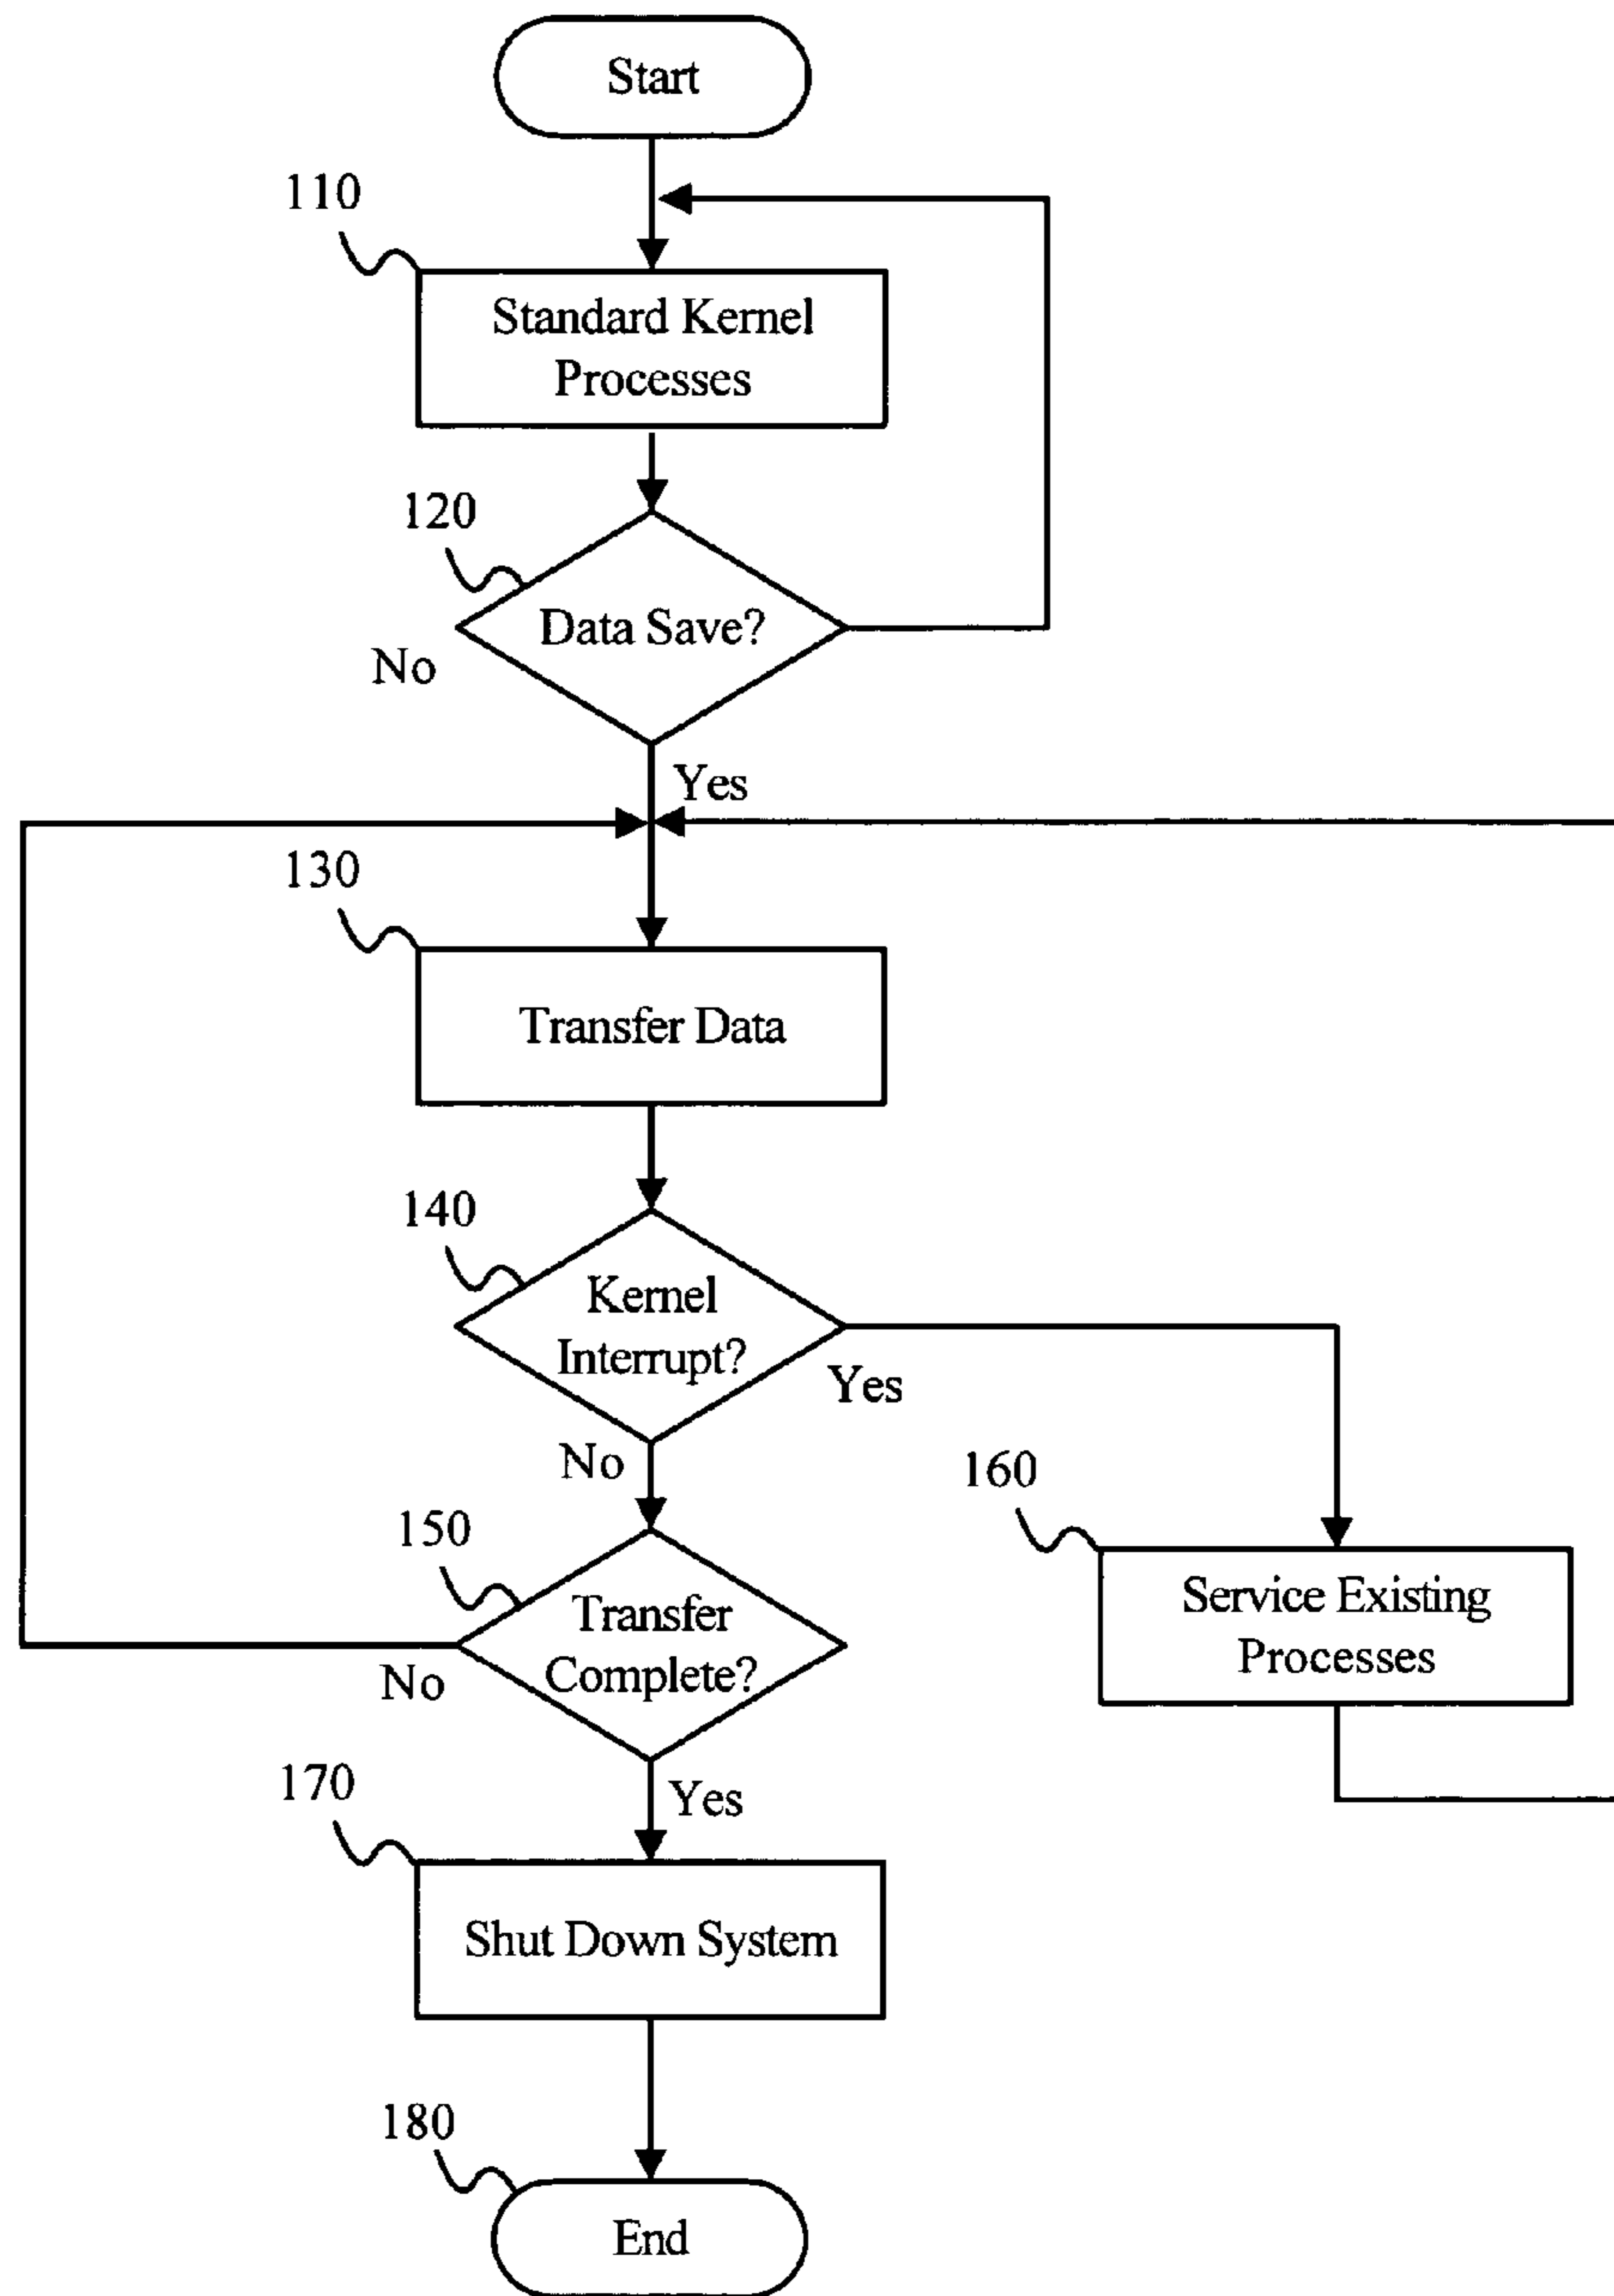 Start
110
Standard Kernel
Processes
120
Data Save?
No
Yes
130
Transfer Data
140
Kernel
Interrupt?
Yes
No
160
150
Service Existing
Processes
Transfer
Complete?
No
170
Yes
Shut Down System
180
End